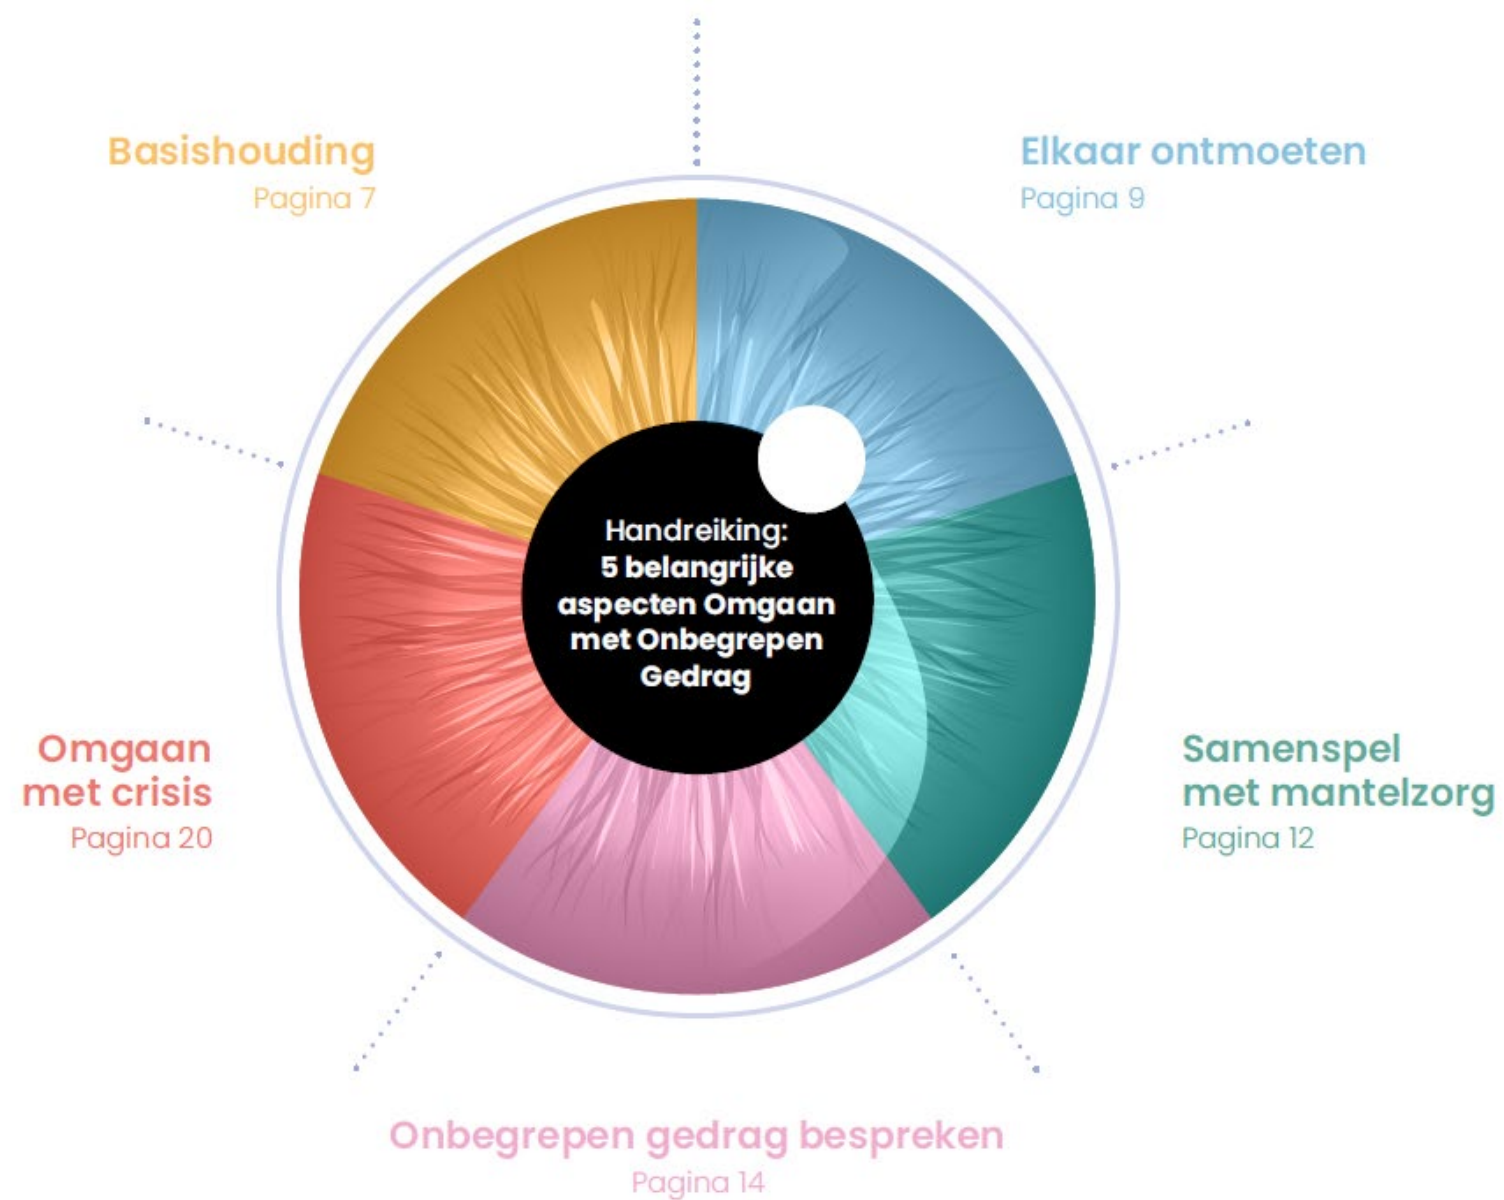 Basishouding
Pagina 7
Elkaar ontmoeten
Pagina 9
Handreiking:
5 belangrijke
aspecten Omgaan
met Onbegrepen
Gedrag
Omgaan
met crisis
Pagina 20
Samenspel
met mantelzorg
Pagina 12
Onbegrepen gedrag bespreken
Pagina 14